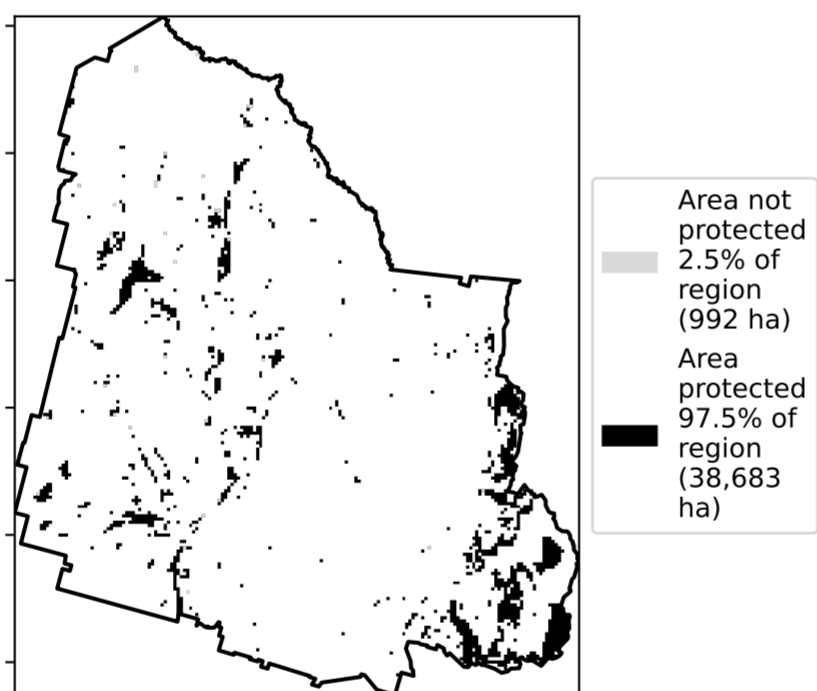 Area not
protected
2.5% of
region
(992 ha)
Area
protected
97.5% of
region
(38,683
ha)